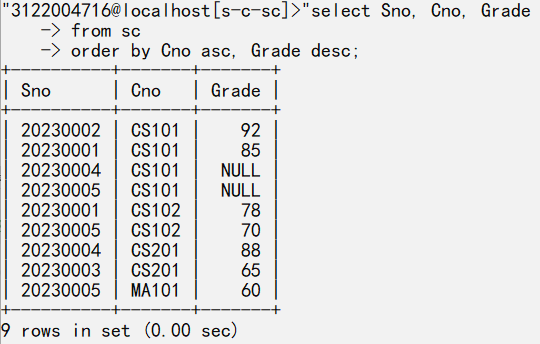 "3122004716@localhost[s-c-sc]>"select Sno, Cno, Grade
    -> from sc
    -> order by Cno asc, Grade desc;
+----------+-------+-------+
| Sno      | Cno   | Grade |
+----------+-------+-------+
| 20230002 | CS101 |    92 |
| 20230001 | CS101 |    85 |
| 20230004 | CS101 |  NULL |
| 20230005 | CS101 |  NULL |
| 20230001 | CS102 |    78 |
| 20230005 | CS102 |    70 |
| 20230004 | CS201 |    88 |
| 20230003 | CS201 |    65 |
| 20230005 | MA101 |    60 |
+----------+-------+-------+
9 rows in set (0.00 sec)